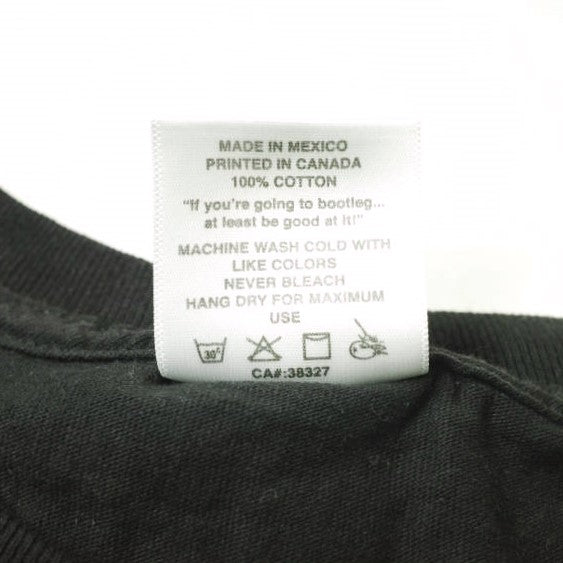 MADE IN MEXICO
PRINTED IN CANADA
100% COTTON
“If you’re going to bootleg...
at least be good at it!”
MACHINE WASH COLD WITH
LIKE COLORS
NEVER BLEACH
HANG DRY FOR MAXIMUM
USE
30°
CA#:38327